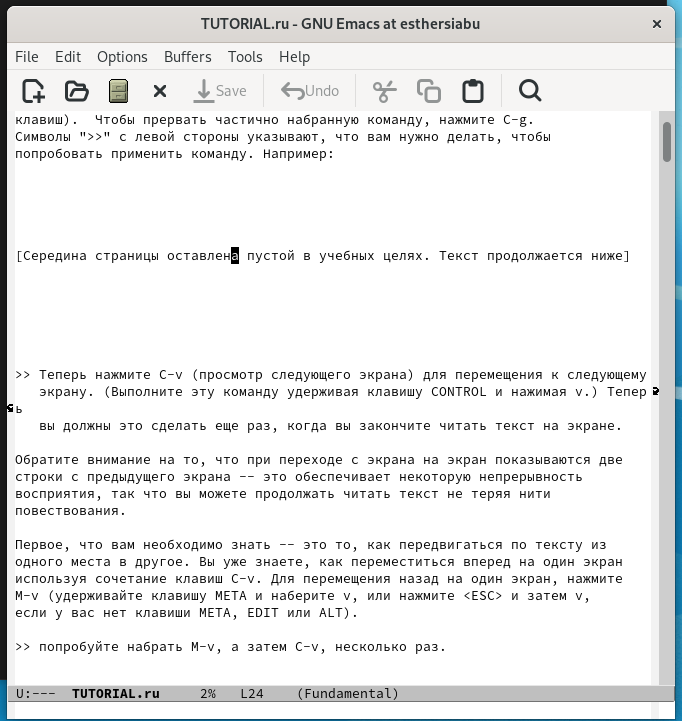 TUTORIAL.ru - GNU Emacs at esthersiabu
File Edit Options Buffers Tools Help
Save Undo
клавиш).  Чтобы прервать частично набранную команду, нажмите C-g.
Символы ">>" с левой стороны указывают, что вам нужно делать, чтобы
попробовать применить команду. Например:
[Середина страницы оставлена пустой в учебных целях. Текст продолжается ниже]
>> Теперь нажмите C-v (просмотр следующего экрана) для перемещения к следующему
экрану. (Выполните эту команду удерживая клавишу CONTROL и нажимая v.) Тепер
ь
вы должны это сделать еще раз, когда вы закончите читать текст на экране.
Обратите внимание на то, что при переходе с экрана на экран показываются две
строки с предыдущего экрана -- это обеспечивает некоторую непрерывность
восприятия, так что вы можете продолжать читать текст не теряя нити
повествования.
Первое, что вам необходимо знать -- это то, как передвигаться по тексту из
одного места в другое. Вы уже знаете, как переместиться вперед на один экран
используя сочетание клавиш C-v. Для перемещения назад на один экран, нажмите
M-v (удерживайте клавишу META и наберите v, или нажмите <ESC> и затем v,
если у вас нет клавиши META, EDIT или ALT).
>> попробуйте набрать M-v, а затем C-v, несколько раз.
U:---  TUTORIAL.ru     2%   L24    (Fundamental)